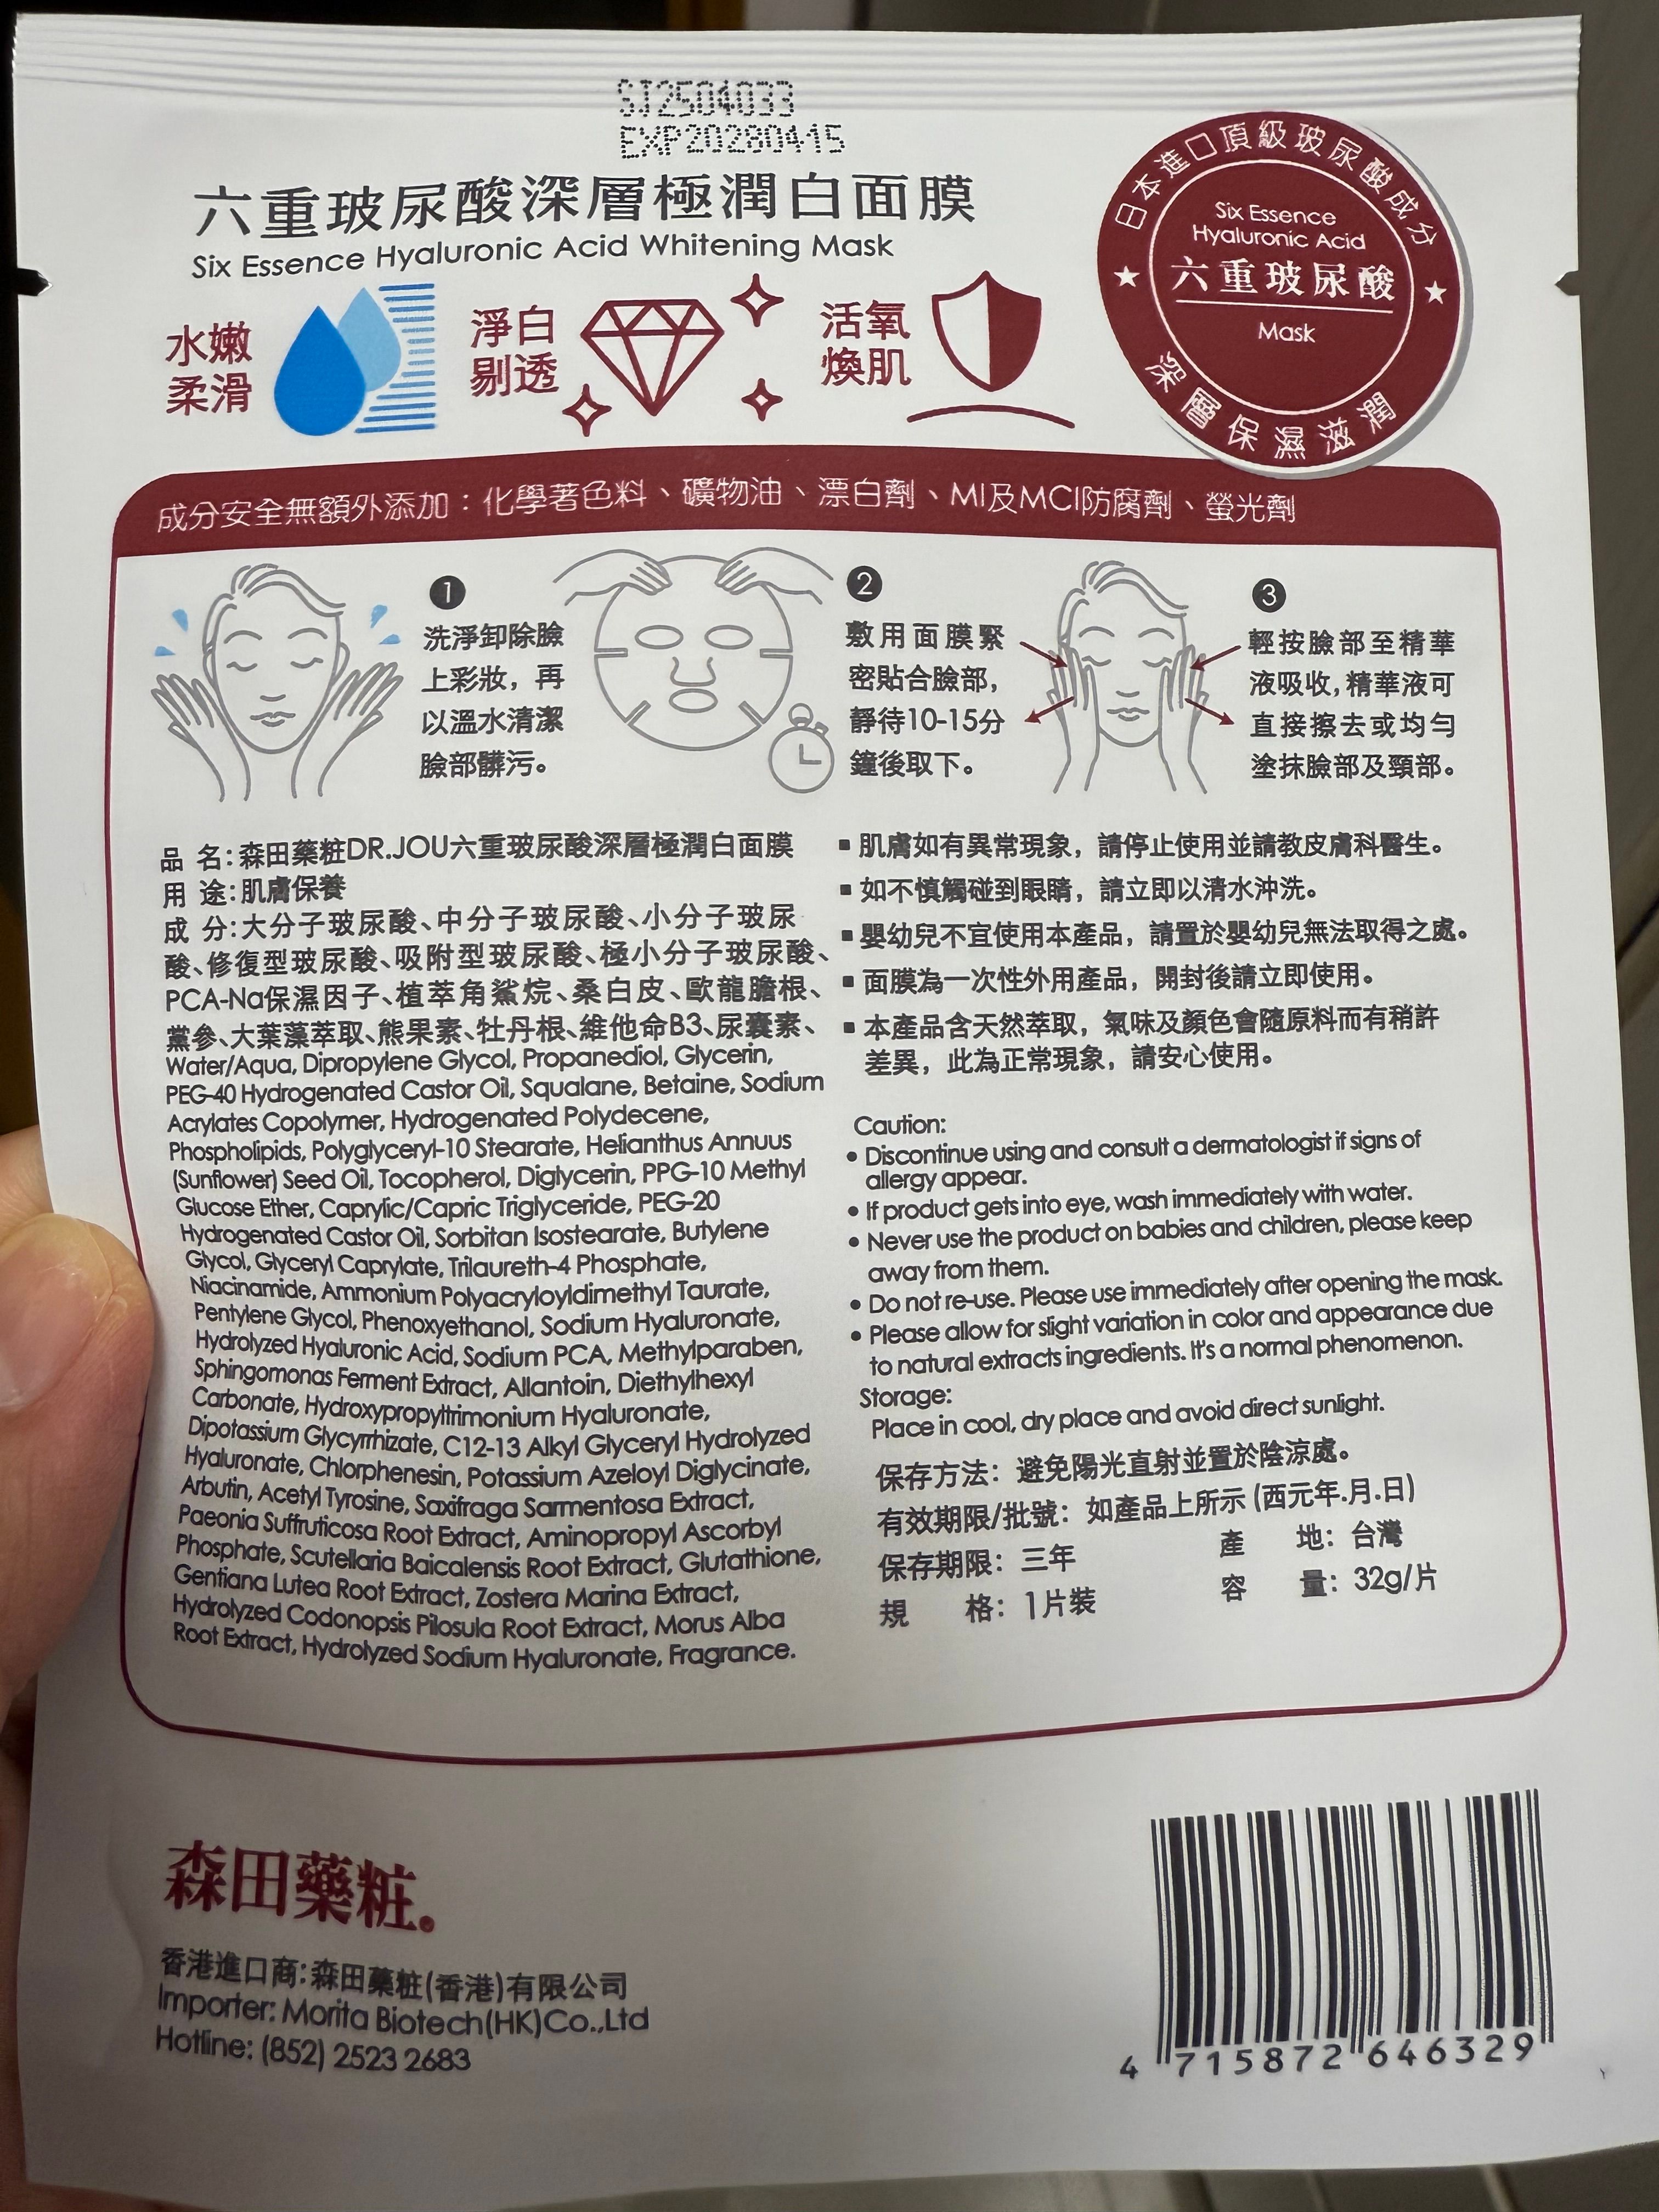 SJ2504033
EXP20280415
六重玻尿酸深層極潤白面膜
Six Essence Hyaluronic Acid Whitening Mask
水嫩
柔滑
淨白
剔透
活氧
煥肌
日本進口頂級玻尿酸成分
Six Essence
Hyaluronic Acid
六重玻尿酸
Mask
深層保濕滋潤
成分安全無額外添加：化學著色料、礦物油、漂白劑、MI及MCI防腐劑、螢光劑
1
洗淨卸除臉
上彩妝，再
以溫水清潔
臉部髒污。
2
敷用面膜緊
密貼合臉部，
靜待10-15分
鐘後取下。
3
輕按臉部至精華
液吸收，精華液可
直接擦去或均勻
塗抹臉部及頸部。
品 名：森田藥粧DR.JOU六重玻尿酸深層極潤白面膜
用 途：肌膚保養
成 分：大分子玻尿酸、中分子玻尿酸、小分子玻尿
酸、修復型玻尿酸、吸附型玻尿酸、極小分子玻尿酸、
PCA-Na保濕因子、植萃角鯊烷、桑白皮、歐龍膽根、
黨參、大葉藻萃取、熊果素、牡丹根、維他命B3、尿囊素、
Water/Aqua, Dipropylene Glycol, Propanediol, Glycerin,
PEG-40 Hydrogenated Castor Oil, Squalane, Betaine, Sodium
Acrylates Copolymer, Hydrogenated Polydecene,
Phospholipids, Polyglyceryl-10 Stearate, Helianthus Annuus
(Sunflower) Seed Oil, Tocopherol, Diglycerin, PPG-10 Methyl
Glucose Ether, Caprylic/Capric Triglyceride, PEG-20
Hydrogenated Castor Oil, Sorbitan Isostearate, Butylene
Glycol, Glyceryl Caprylate, Trilaureth-4 Phosphate,
Niacinamide, Ammonium Polyacryloyldimethyl Taurate,
Pentylene Glycol, Phenoxyethanol, Sodium Hyaluronate,
Hydrolyzed Hyaluronic Acid, Sodium PCA, Methylparaben,
Sphingomonas Ferment Extract, Allantoin, Diethylhexyl
Carbonate, Hydroxypropyltrimonium Hyaluronate,
Dipotassium Glycyrrhizate, C12-13 Alkyl Glyceryl Hydrolyzed
Hyaluronate, Chlorphenesin, Potassium Azeloyl Diglycinate,
Arbutin, Acetyl Tyrosine, Saxifraga Sarmentosa Extract,
Paeonia Suffruticosa Root Extract, Aminopropyl Ascorbyl
Phosphate, Scutellaria Baicalensis Root Extract, Glutathione,
Gentiana Lutea Root Extract, Zostera Marina Extract,
Hydrolyzed Codonopsis Pilosula Root Extract, Morus Alba
Root Extract, Hydrolyzed Sodium Hyaluronate, Fragrance.
▪ 肌膚如有異常現象，請停止使用並請教皮膚科醫生。
▪ 如不慎觸碰到眼睛，請立即以清水沖洗。
▪ 嬰幼兒不宜使用本產品，請置於嬰幼兒無法取得之處。
▪ 面膜為一次性外用產品，開封後請立即使用。
▪ 本產品含天然萃取，氣味及顏色會隨原料而有稍許
差異，此為正常現象，請安心使用。
Caution:
• Discontinue using and consult a dermatologist if signs of
allergy appear.
• If product gets into eye, wash immediately with water.
• Never use the product on babies and children, please keep
away from them.
• Do not re-use. Please use immediately after opening the mask.
• Please allow for slight variation in color and appearance due
to natural extracts ingredients. It's a normal phenomenon.
Storage:
Place in cool, dry place and avoid direct sunlight.
保存方法：避免陽光直射並置於陰涼處。
有效期限/批號：如產品上所示 (西元年.月.日)
保存期限：三年 產 地：台灣
規 格：1片裝 容 量：32g/片
森田藥粧
香港進口商：森田藥粧(香港)有限公司
Importer: Morita Biotech(HK)Co.,Ltd
Hotline: (852) 2523 2683
4 715872 646329